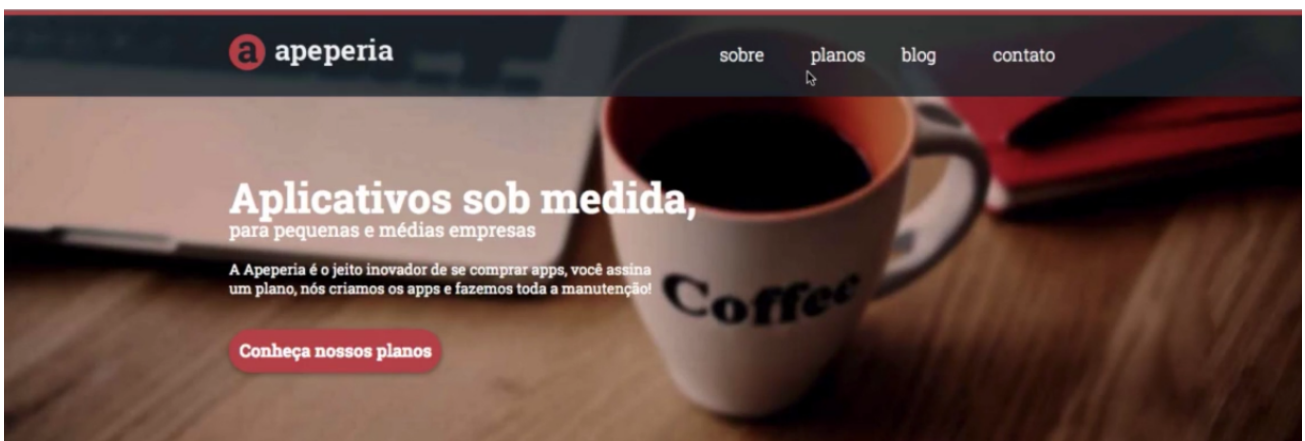 a apeperia
sobre planos blog contato
Aplicativos sob medida,
para pequenas e médias empresas
A Apeperia é o jeito inovador de se comprar apps, você assina
um plano, nós criamos os apps e fazemos toda a manutenção!
Coffee
Conheça nossos planos